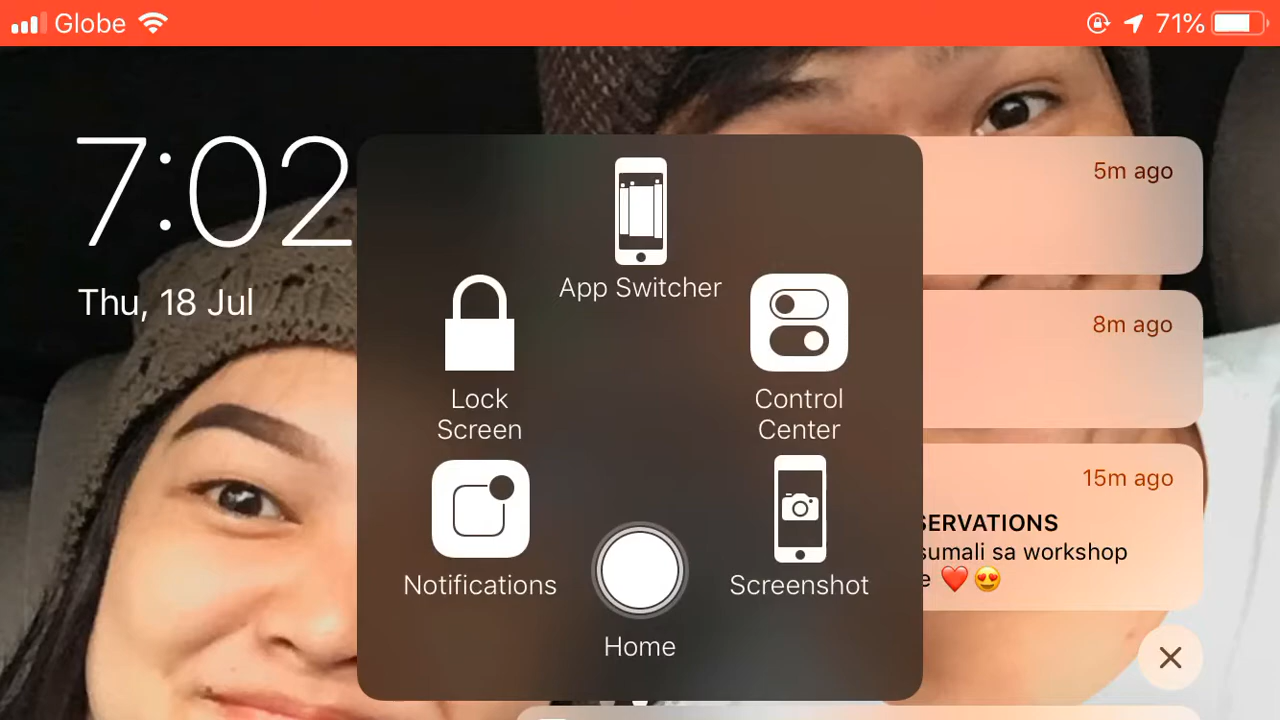 Globe
71%
7:02
Thu, 18 Jul
App Switcher
Lock
Screen
Control
Center
Notifications
Screenshot
Home
5m ago
8m ago
15m ago
SERVATIONS
sumali sa workshop
e ❤️😍